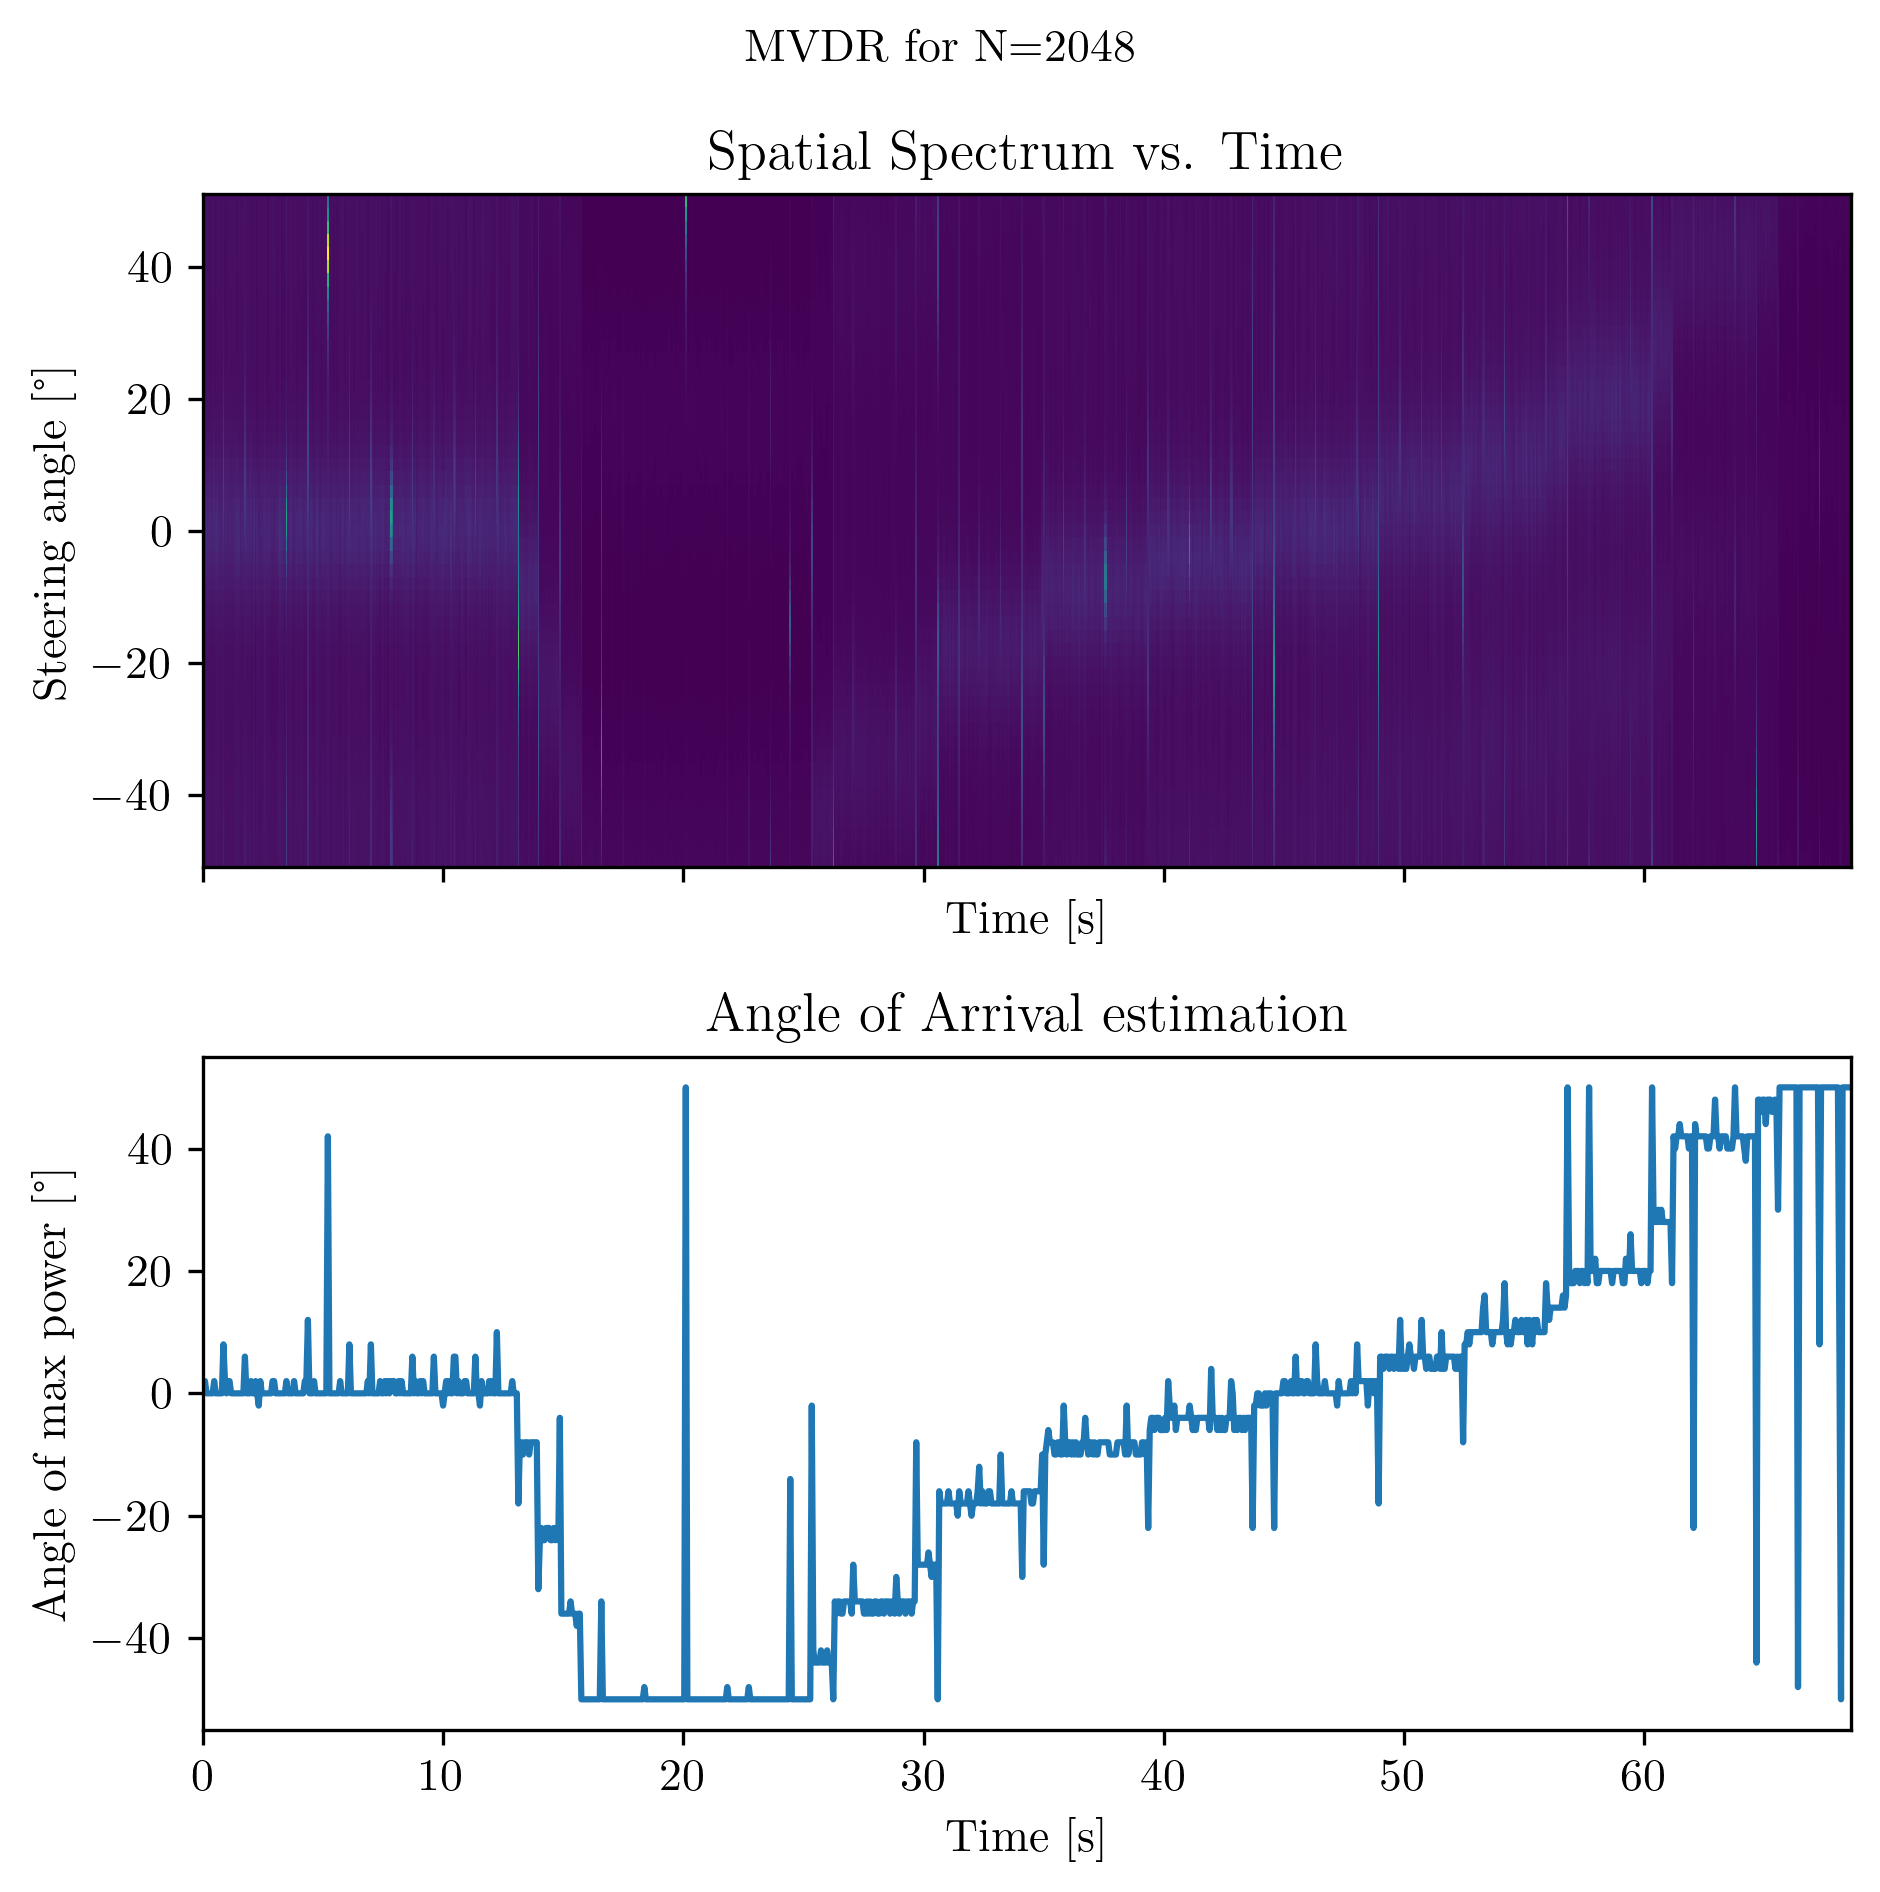 MVDR for N=2048
Spatial Spectrum vs. Time
40
20
0
−20
−40
Steering angle [°]
Time [s]
Angle of Arrival estimation
40
20
0
−20
−40
Angle of max power [°]
0 10 20 30 40 50 60
Time [s]